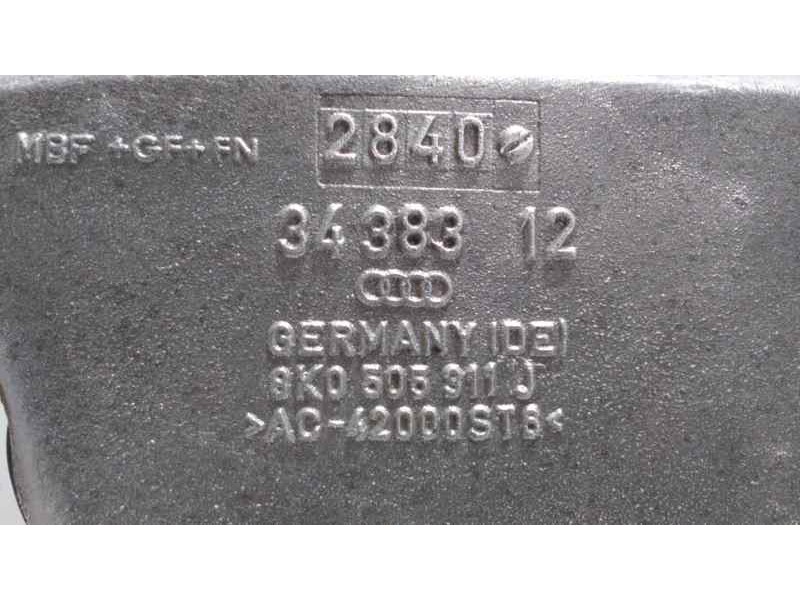 MBF +GF+ FN 2840
34 383 12
GERMANY (DE)
8K0 505 311 J
>AC-42000ST6<